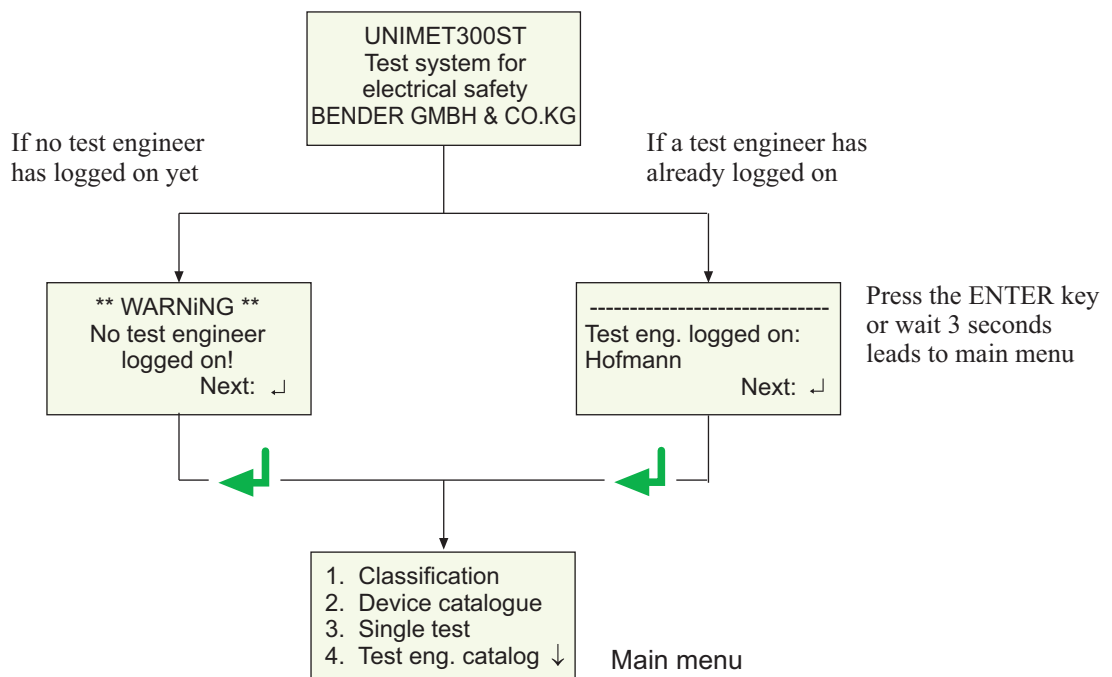 UNIMET300ST
Test system for
electrical safety
BENDER GMBH & CO.KG
If no test engineer
has logged on yet
If a test engineer has
already logged on
** WARNiNG **
No test engineer
logged on!
Next: ↵
------------------------------
Test eng. logged on:
Hofmann
Next: ↵
Press the ENTER key
or wait 3 seconds
leads to main menu
1. Classification
2. Device catalogue
3. Single test
4. Test eng. catalog ↓
Main menu